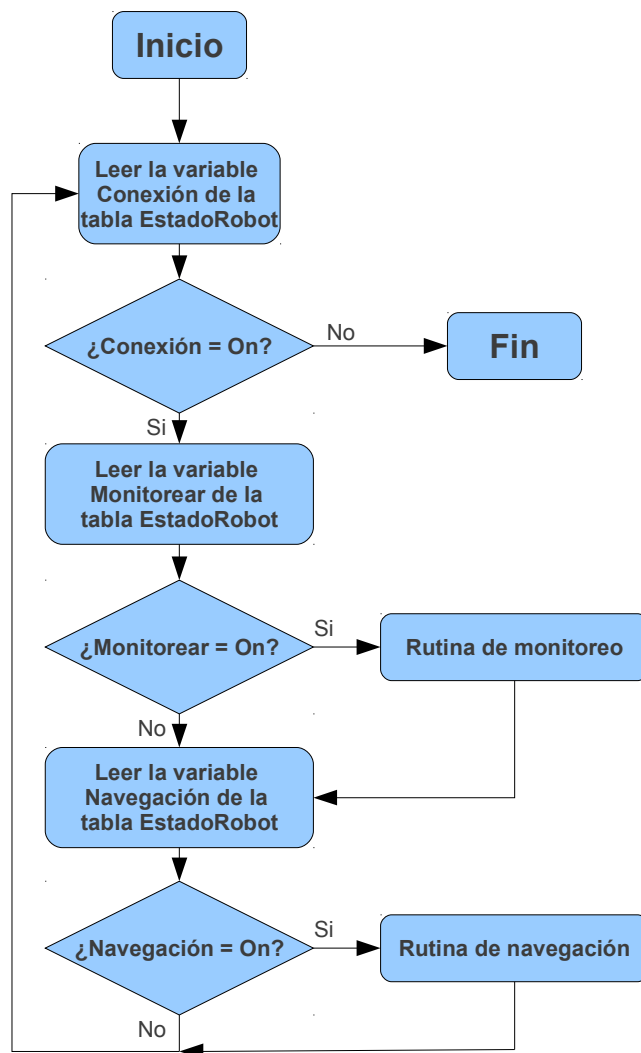 Inicio
Leer la variable
Conexión de la
tabla EstadoRobot
¿Conexión = On?
No
Fin
Si
Leer la variable
Monitorear de la
tabla EstadoRobot
¿Monitorear = On?
Si
Rutina de monitoreo
No
Leer la variable
Navegación de la
tabla EstadoRobot
¿Navegación = On?
Si
Rutina de navegación
No